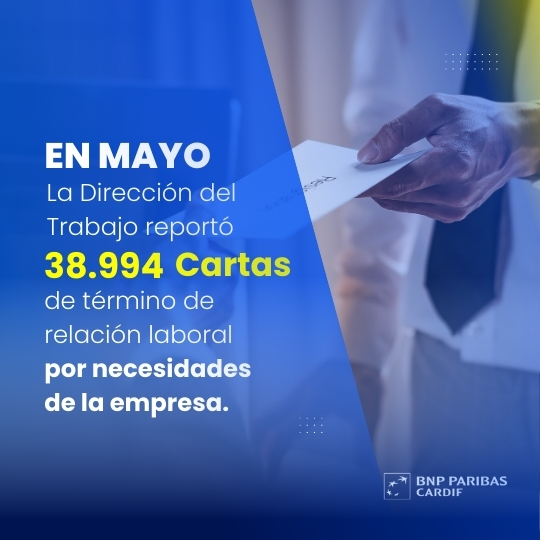 EN MAYO
La Dirección del
Trabajo reportó
38.994 Cartas
de término de
relación laboral
por necesidades
de la empresa.
BNP PARIBAS
CARDIF